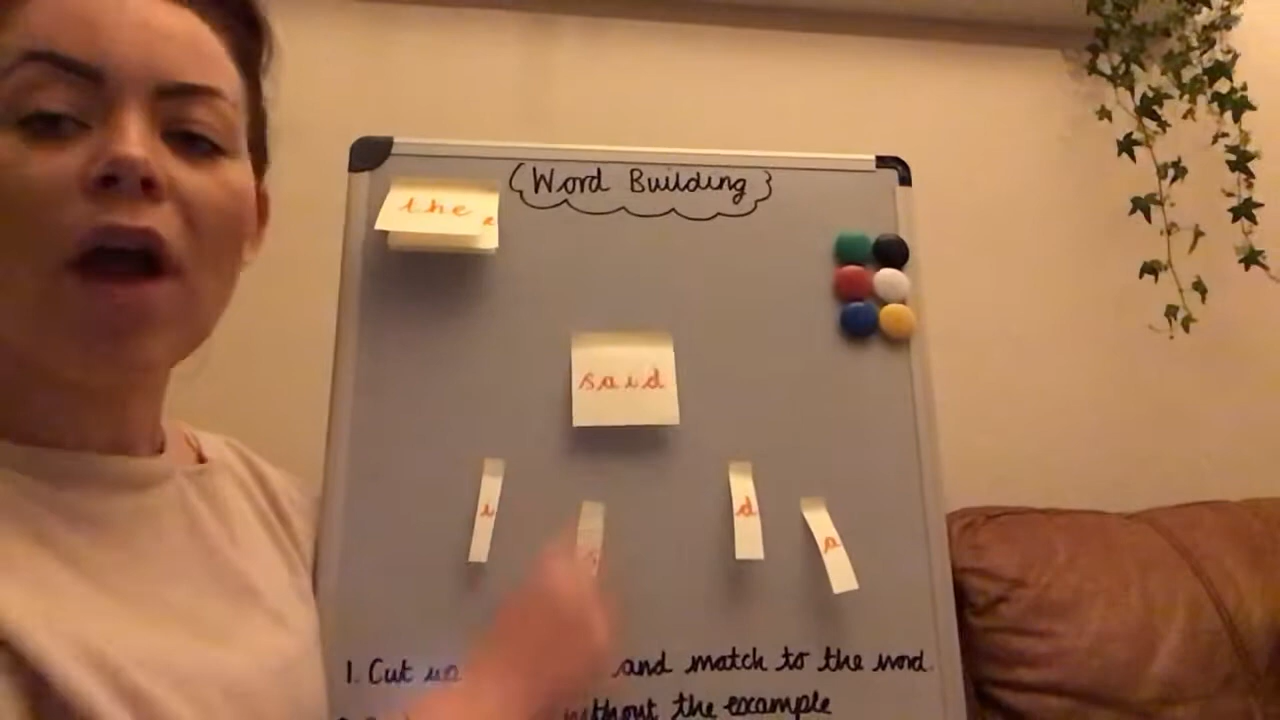 Word Building
the
said
i
s
d
a
1. Cut and match to the word
without the example